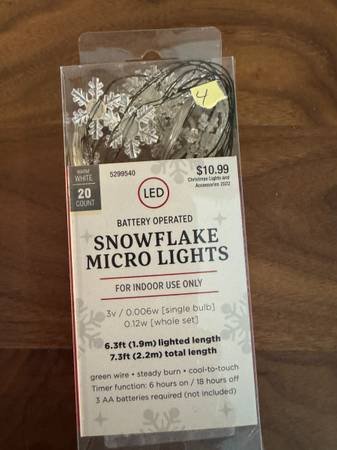 4
WARM
WHITE
20
COUNT
5299540
$10.99
Christmas Lights and
Accessories 2022
LED
BATTERY OPERATED
SNOWFLAKE
MICRO LIGHTS
FOR INDOOR USE ONLY
3v / 0.006w [single bulb]
0.12w [whole set]
6.3ft (1.9m) lighted length
7.3ft (2.2m) total length
green wire • steady burn • cool-to-touch
Timer function: 6 hours on / 18 hours off
3 AA batteries required (not included)